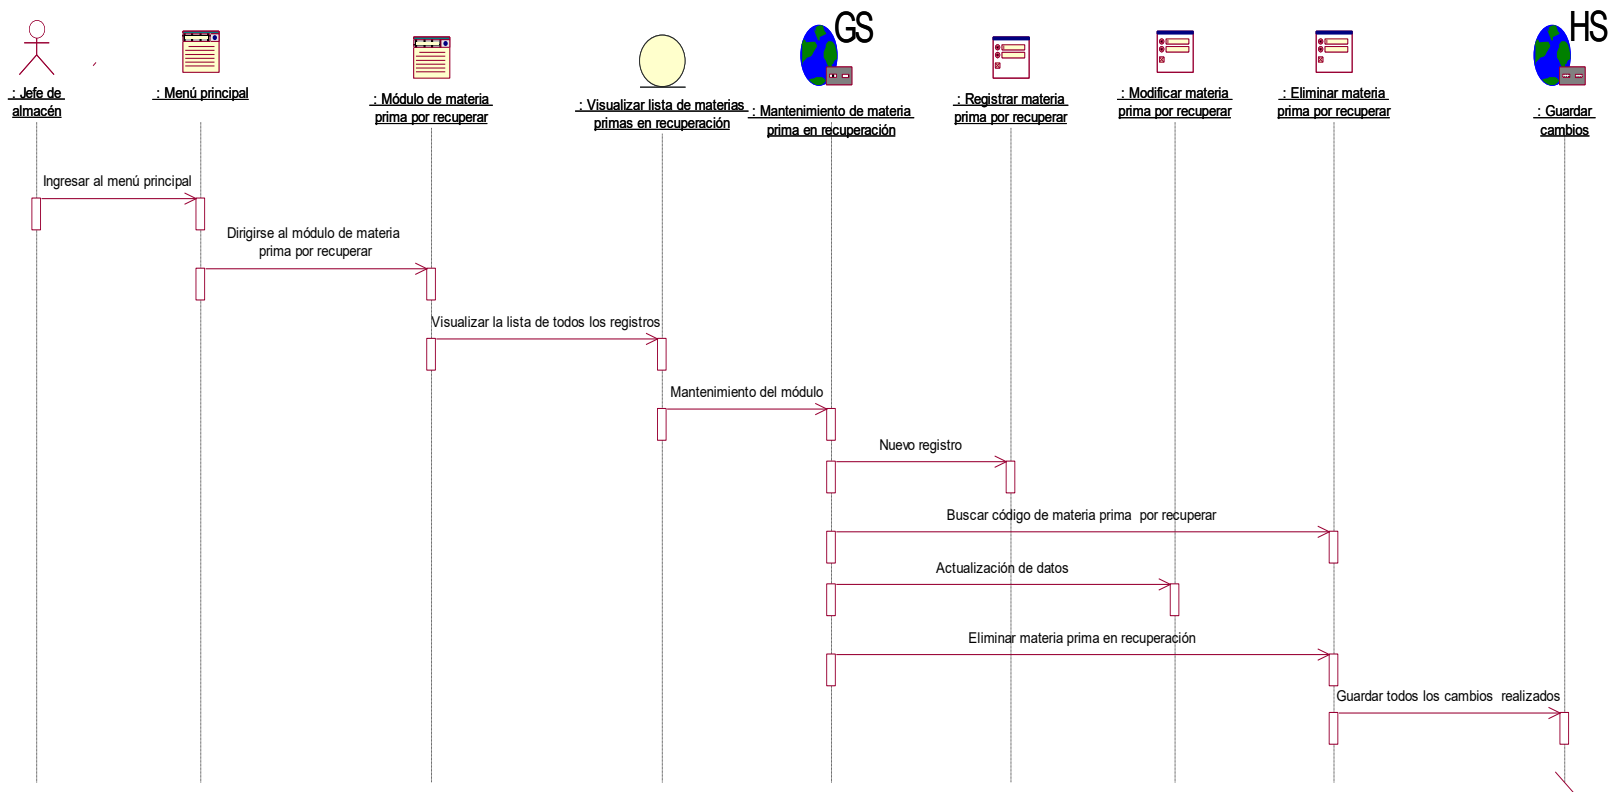 GS
HS
: Jefe de
almacén
: Menú principal
: Módulo de materia
prima por recuperar
: Visualizar lista de materias
primas en recuperación
: Mantenimiento de materia
prima en recuperación
: Registrar materia
prima por recuperar
: Modificar materia
prima por recuperar
: Eliminar materia
prima por recuperar
: Guardar
cambios
Ingresar al menú principal
Dirigirse al módulo de materia
prima por recuperar
Visualizar la lista de todos los registros
Mantenimiento del módulo
Nuevo registro
Buscar código de materia prima  por recuperar
Actualización de datos
Eliminar materia prima en recuperación
Guardar todos los cambios  realizados